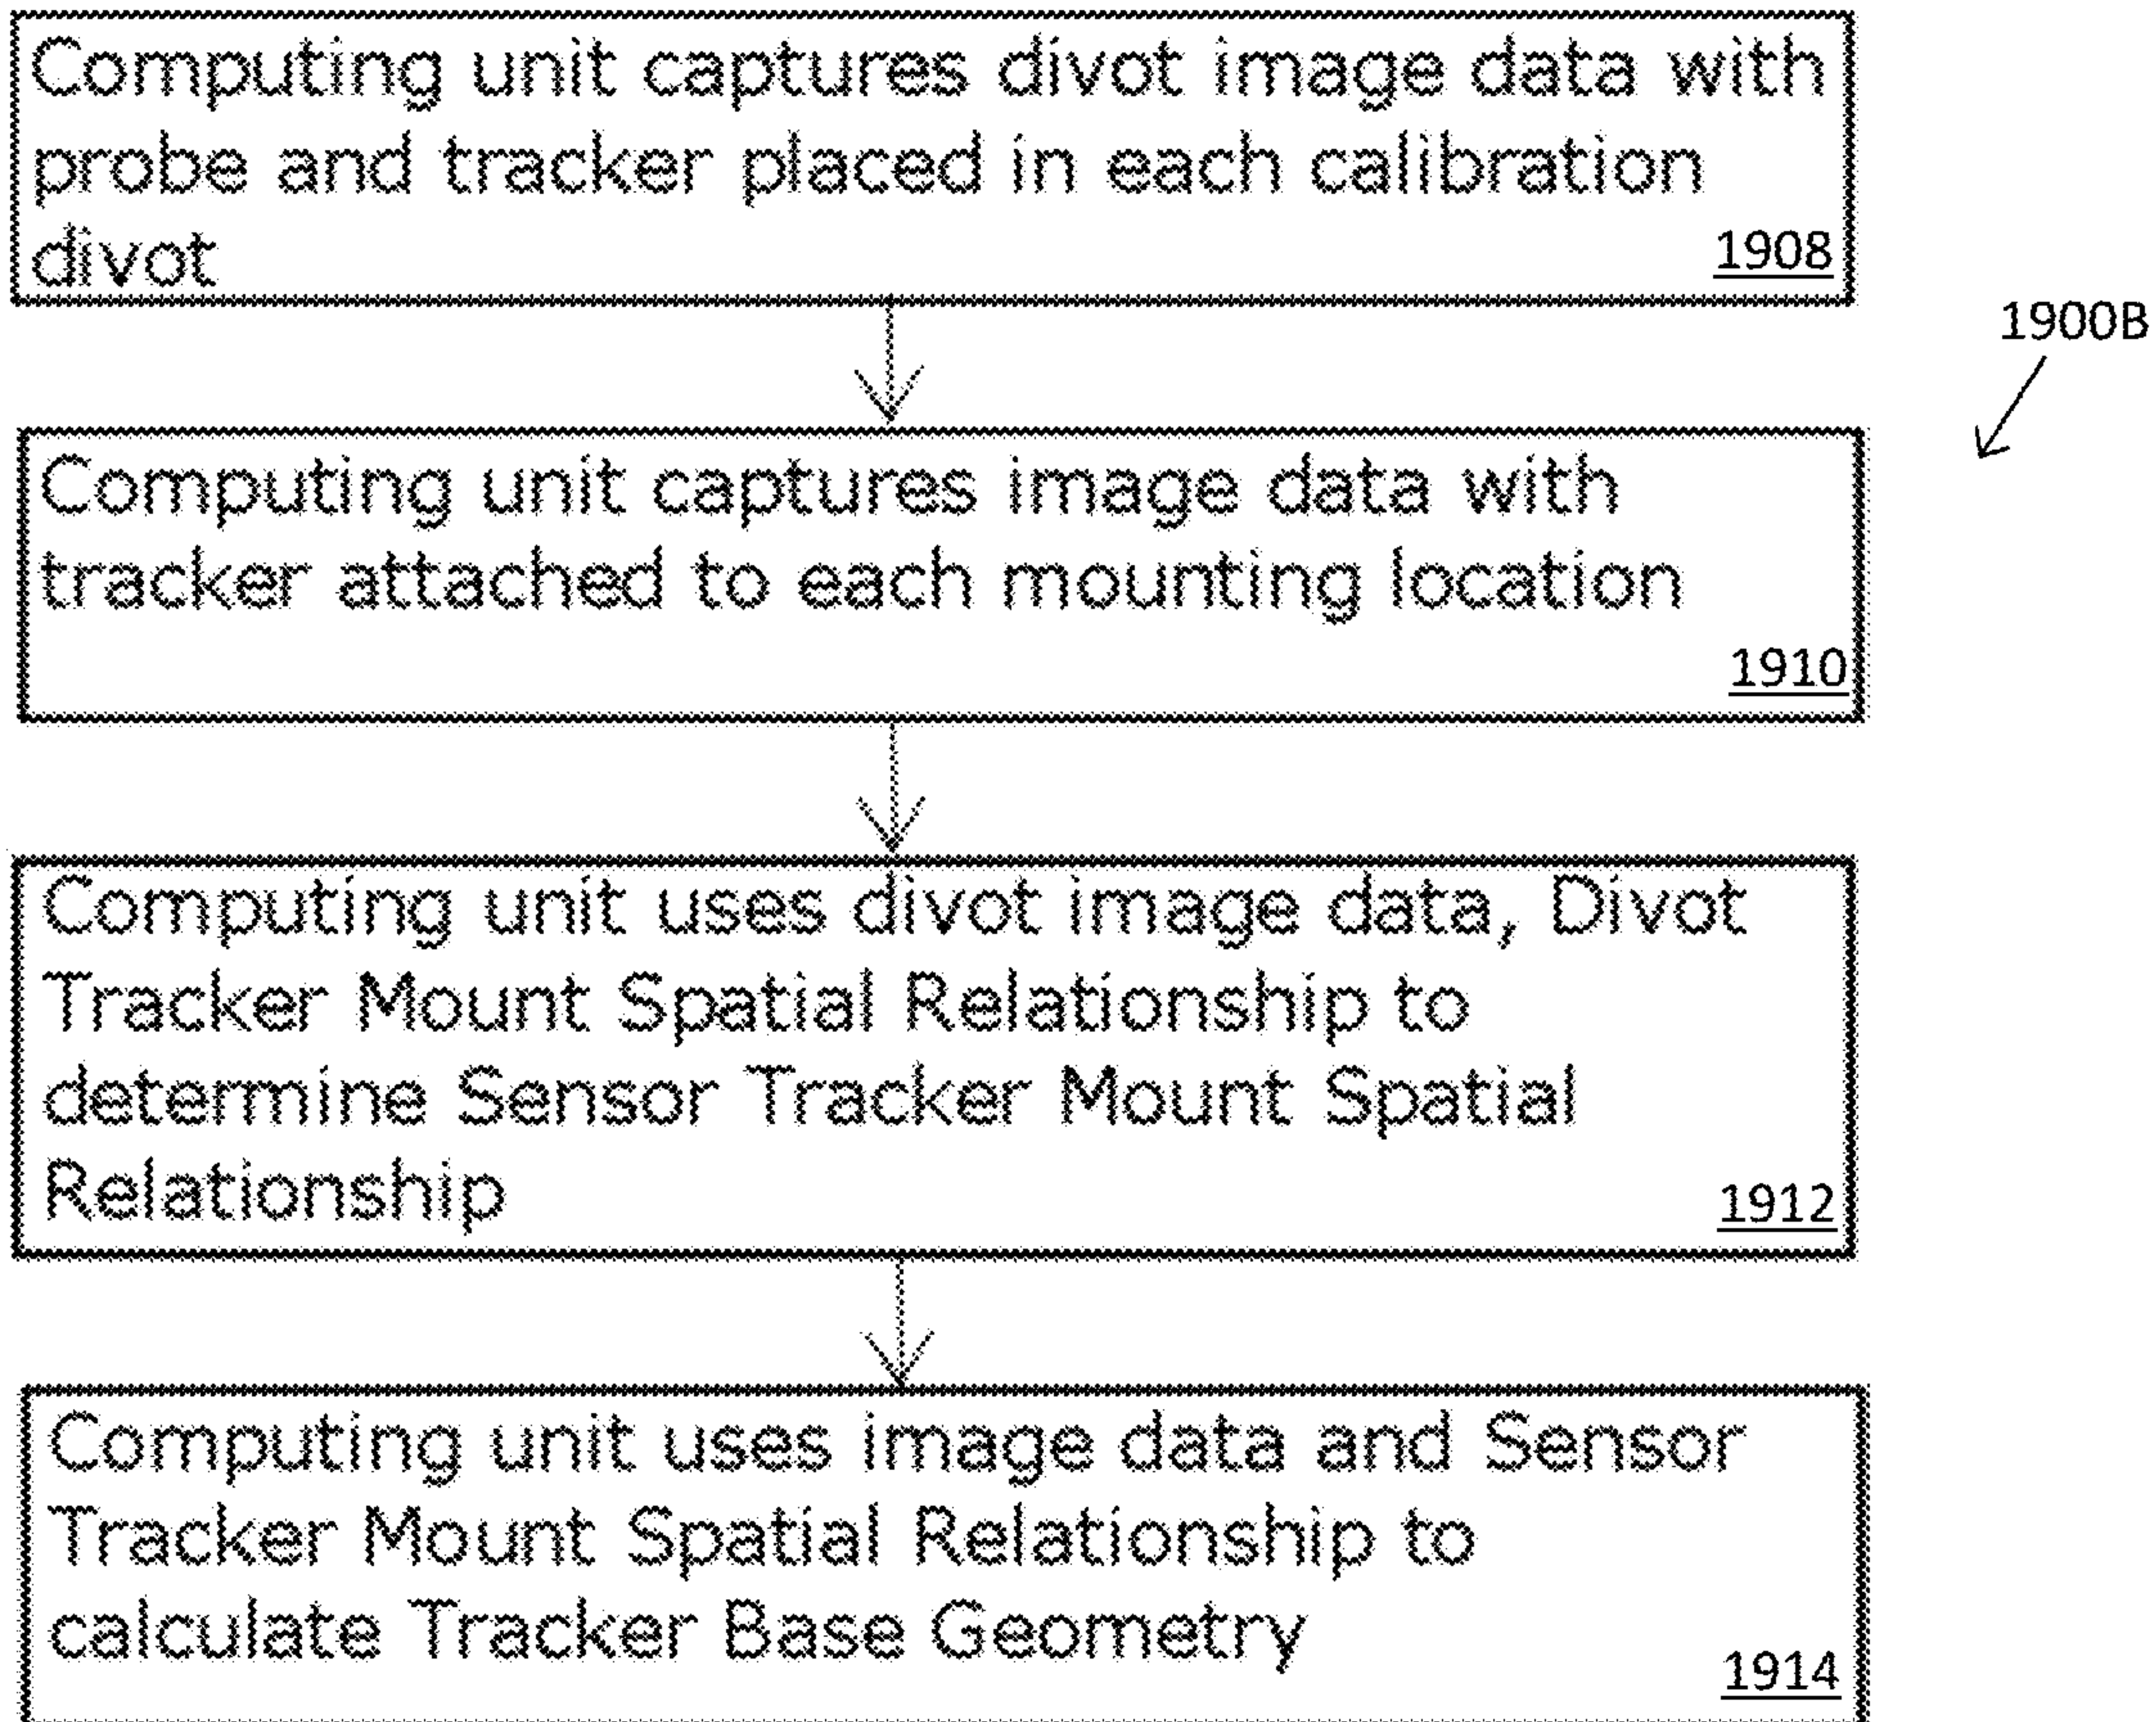 Computing unit captures divot image data with
probe and tracker placed in each calibration
divot
1908
1900B
Computing unit captures image data with
tracker attached to each mounting location
1910
Computing unit uses divot image data, Divot
Tracker Mount Spatial Relationship to
determine Sensor Tracker Mount Spatial
Relationship
1912
Computing unit uses image data and Sensor
Tracker Mount Spatial Relationship to
calculate Tracker Base Geometry
1914